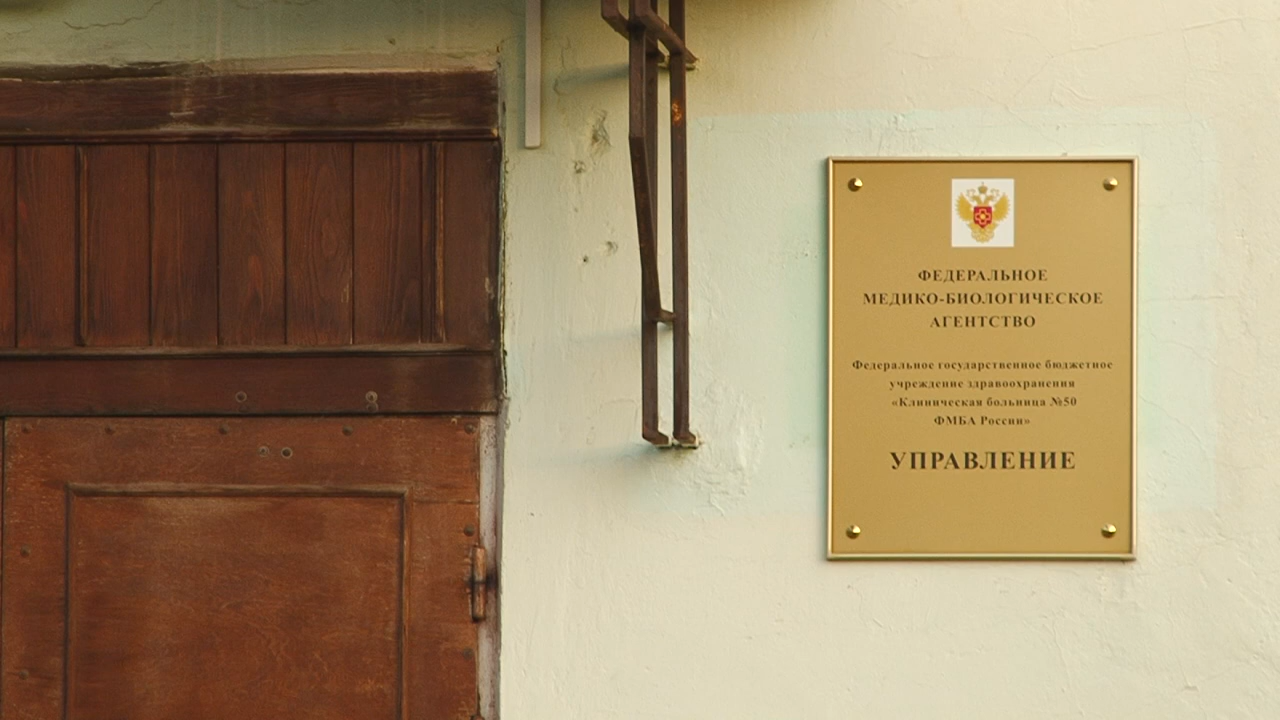 ФЕДЕРАЛЬНОЕ
МЕДИКО-БИОЛОГИЧЕСКОЕ
АГЕНТСТВО
Федеральное государственное бюджетное
учреждение здравоохранения
«Клиническая больница №50
ФМБА России»
УПРАВЛЕНИЕ